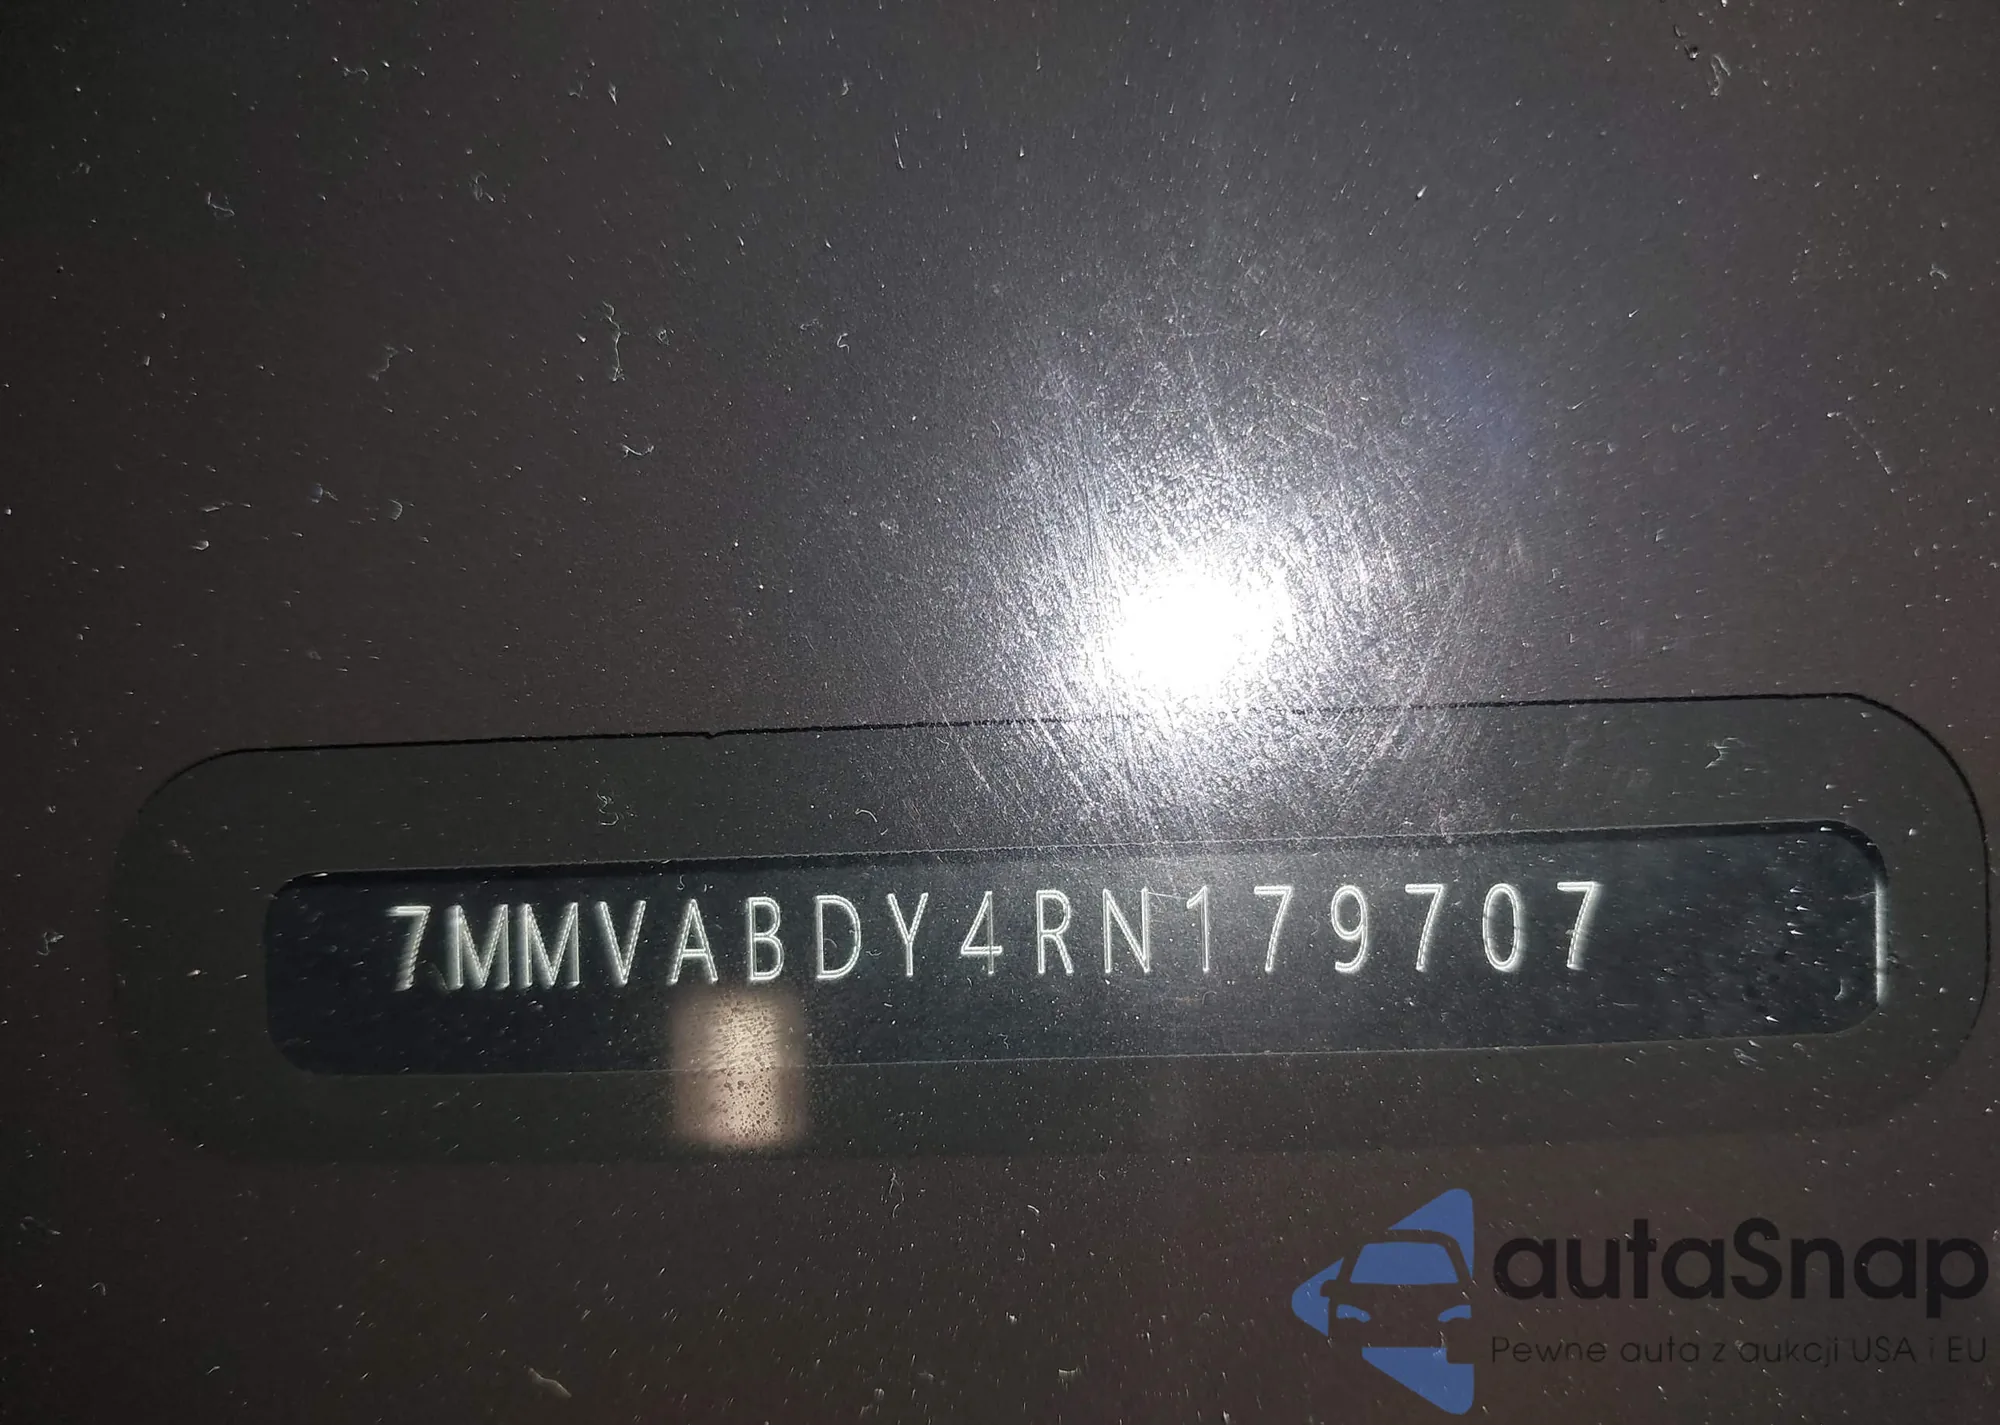 7MMVABDY4RN179707
autaSnap
Pewne auta z aukcji USA i EU